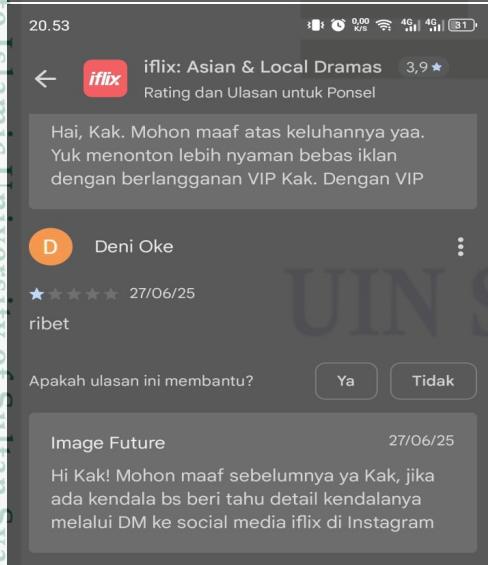 20.53
0,00 K/S 4G 4G 31
iflix
iflix: Asian & Local Dramas 3,9 ★
Rating dan Ulasan untuk Ponsel
Hai, Kak. Mohon maaf atas keluhannya yaa.
Yuk menonton lebih nyaman bebas iklan
dengan berlangganan VIP Kak. Dengan VIP
D
Deni Oke
27/06/25
ribet
UIN
Apakah ulasan ini membantu?
Ya
Tidak
Image Future
27/06/25
Hi Kak! Mohon maaf sebelumnya ya Kak, jika
ada kendala bs beri tahu detail kendalanya
melalui DM ke social media iflix di Instagram